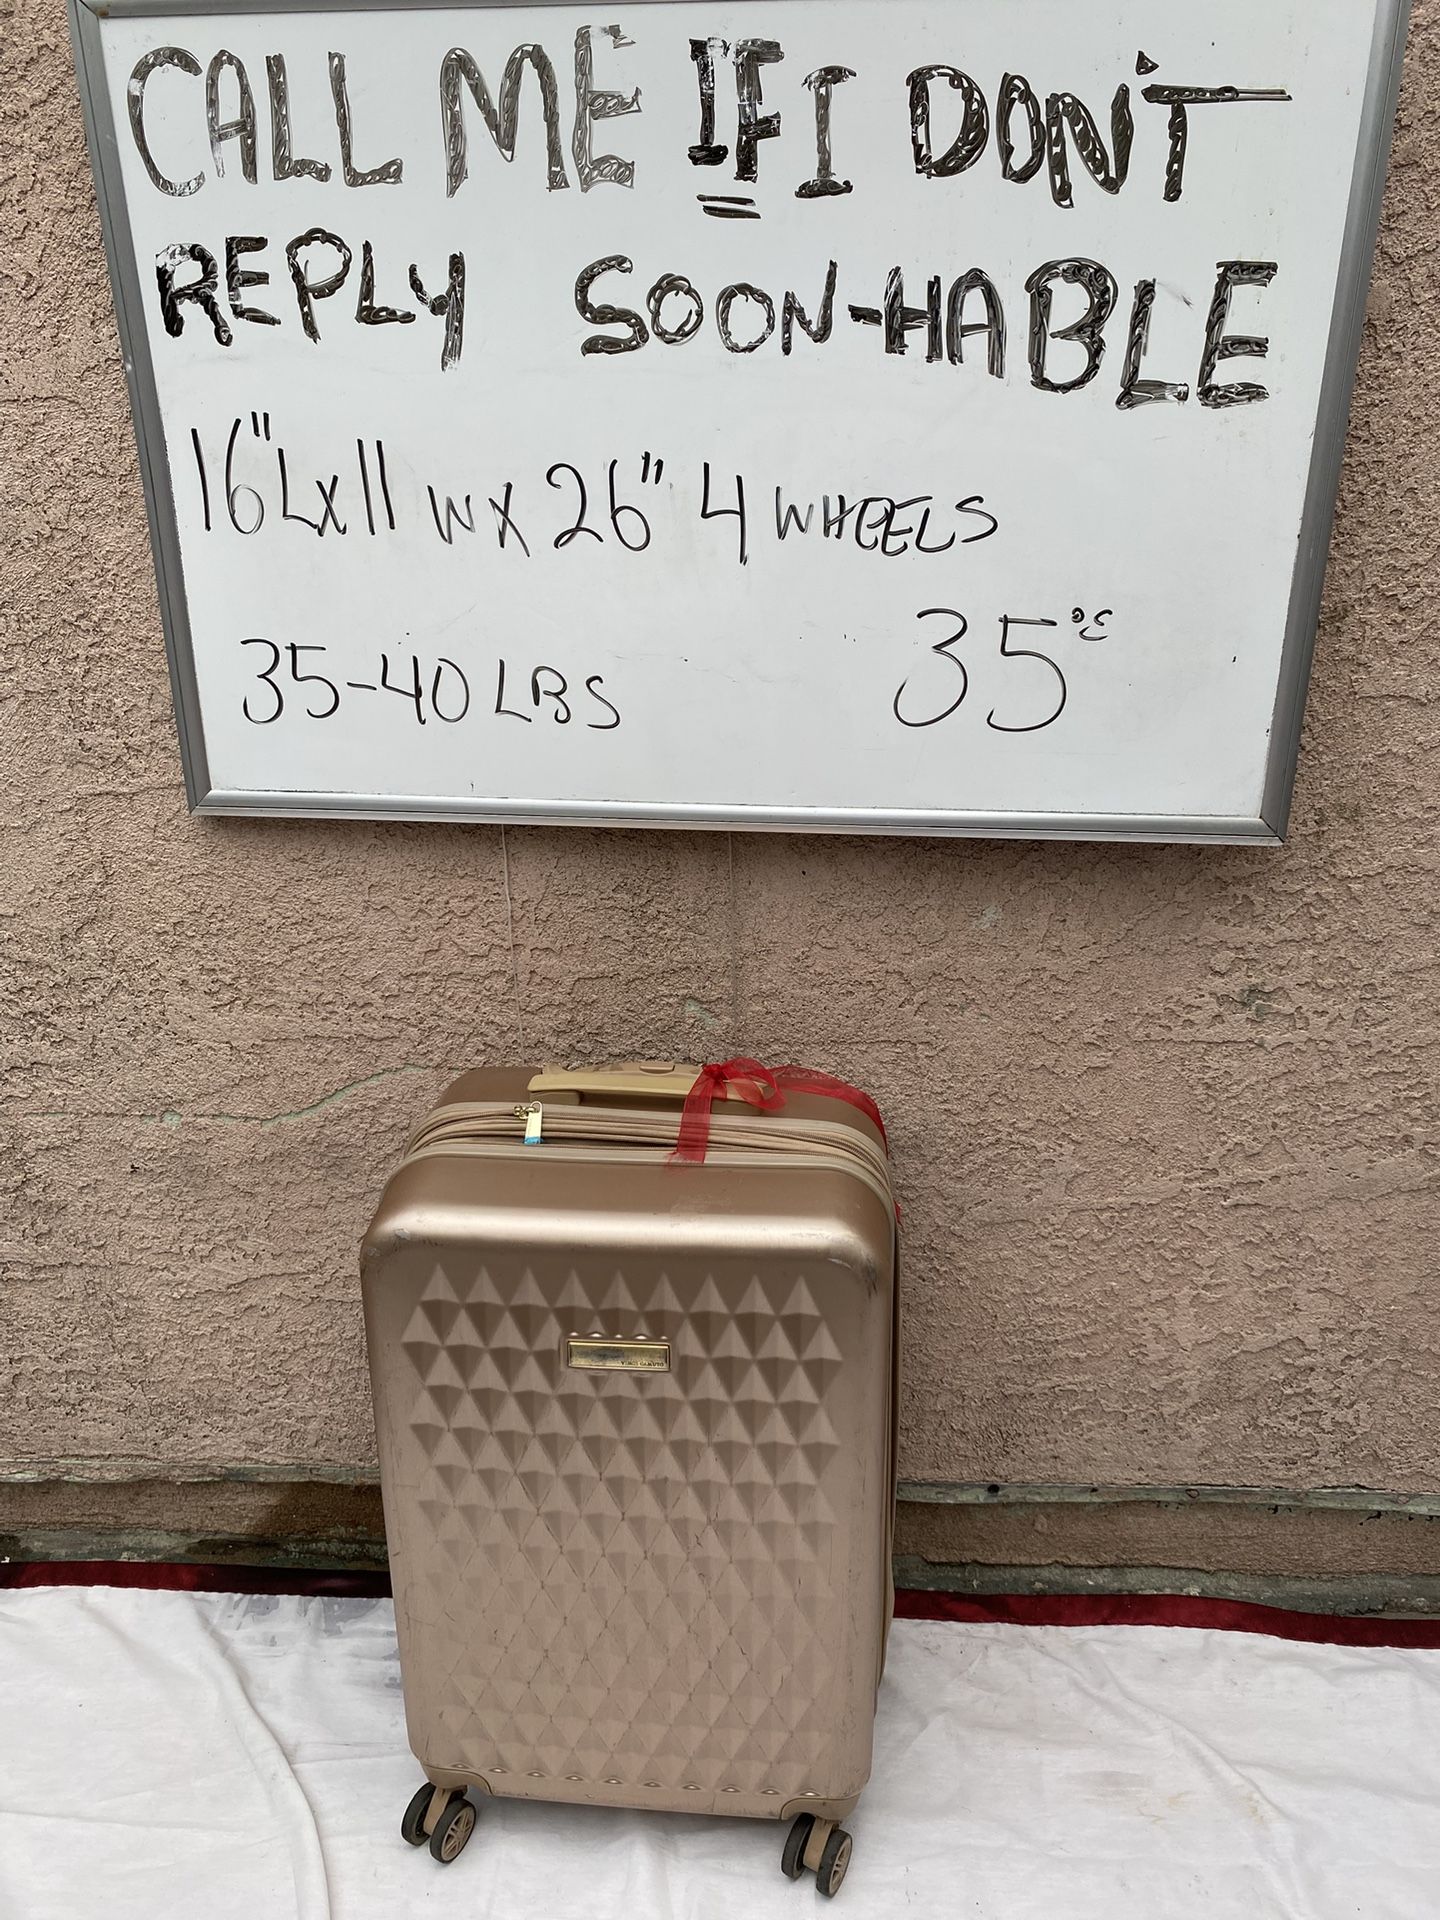 CALL ME IF I DON'T
REPLY SOON-HABLE
16"L x 11 W x 26" 4 WHEELS
35-40 LBS 35